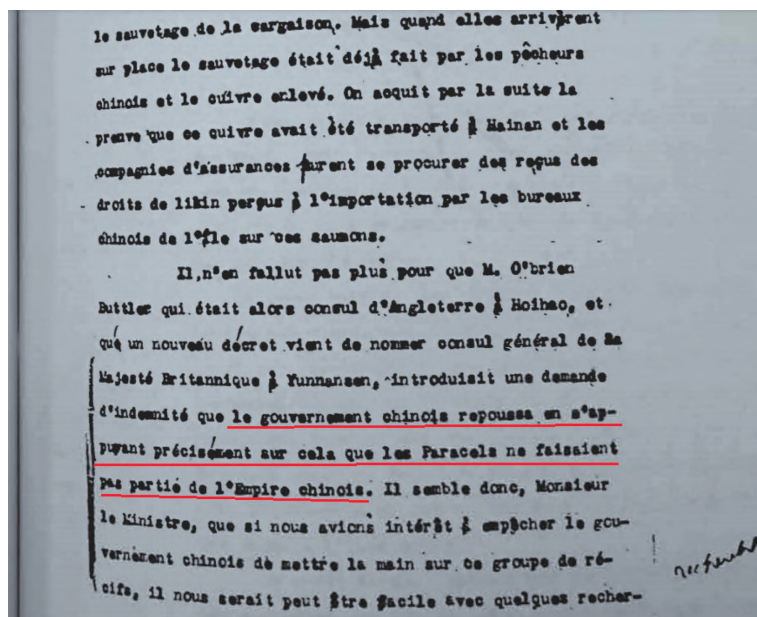 le sauvetage de la cargaison. Mais quand elles arrivèrent
sur place le sauvetage était déjà fait par les pêcheurs
chinois et le cuivre enlevé. On acquit par la suite la
preuve que ce cuivre avait été transporté à Hainan et les
compagnies d'assurances purent se procurer des reçus des
droits de likin perçus à l'importation par les bureaux
chinois de l'île sur ces saumons.
Il n'en fallut pas plus pour que M. O'brien
Buttler qui était alors consul d'Angleterre à Hoihao, et
qué un nouveau décret vient de nommer consul général de Sa
Majesté Britannique à Yunnansen, introduisit une demande
d'indemnité que le gouvernement chinois repoussa en s'ap-
puyant précisément sur cela que les Paracels ne faisaient
pas partie de l'Empire chinois. Il semble donc, Monsieur
le Ministre, que si nous avions intérêt à empêcher le gou-
vernement chinois de mettre la main sur ce groupe de ré-
cifs, il nous serait peut être facile avec quelques recher-